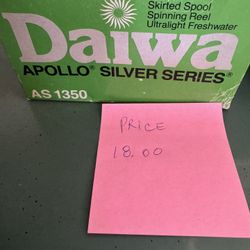 Skirted Spool
Spinning Reel
Ultralight Freshwater
Daiwa
APOLLO® SILVER SERIES®
AS 1350
PRICE
18.00